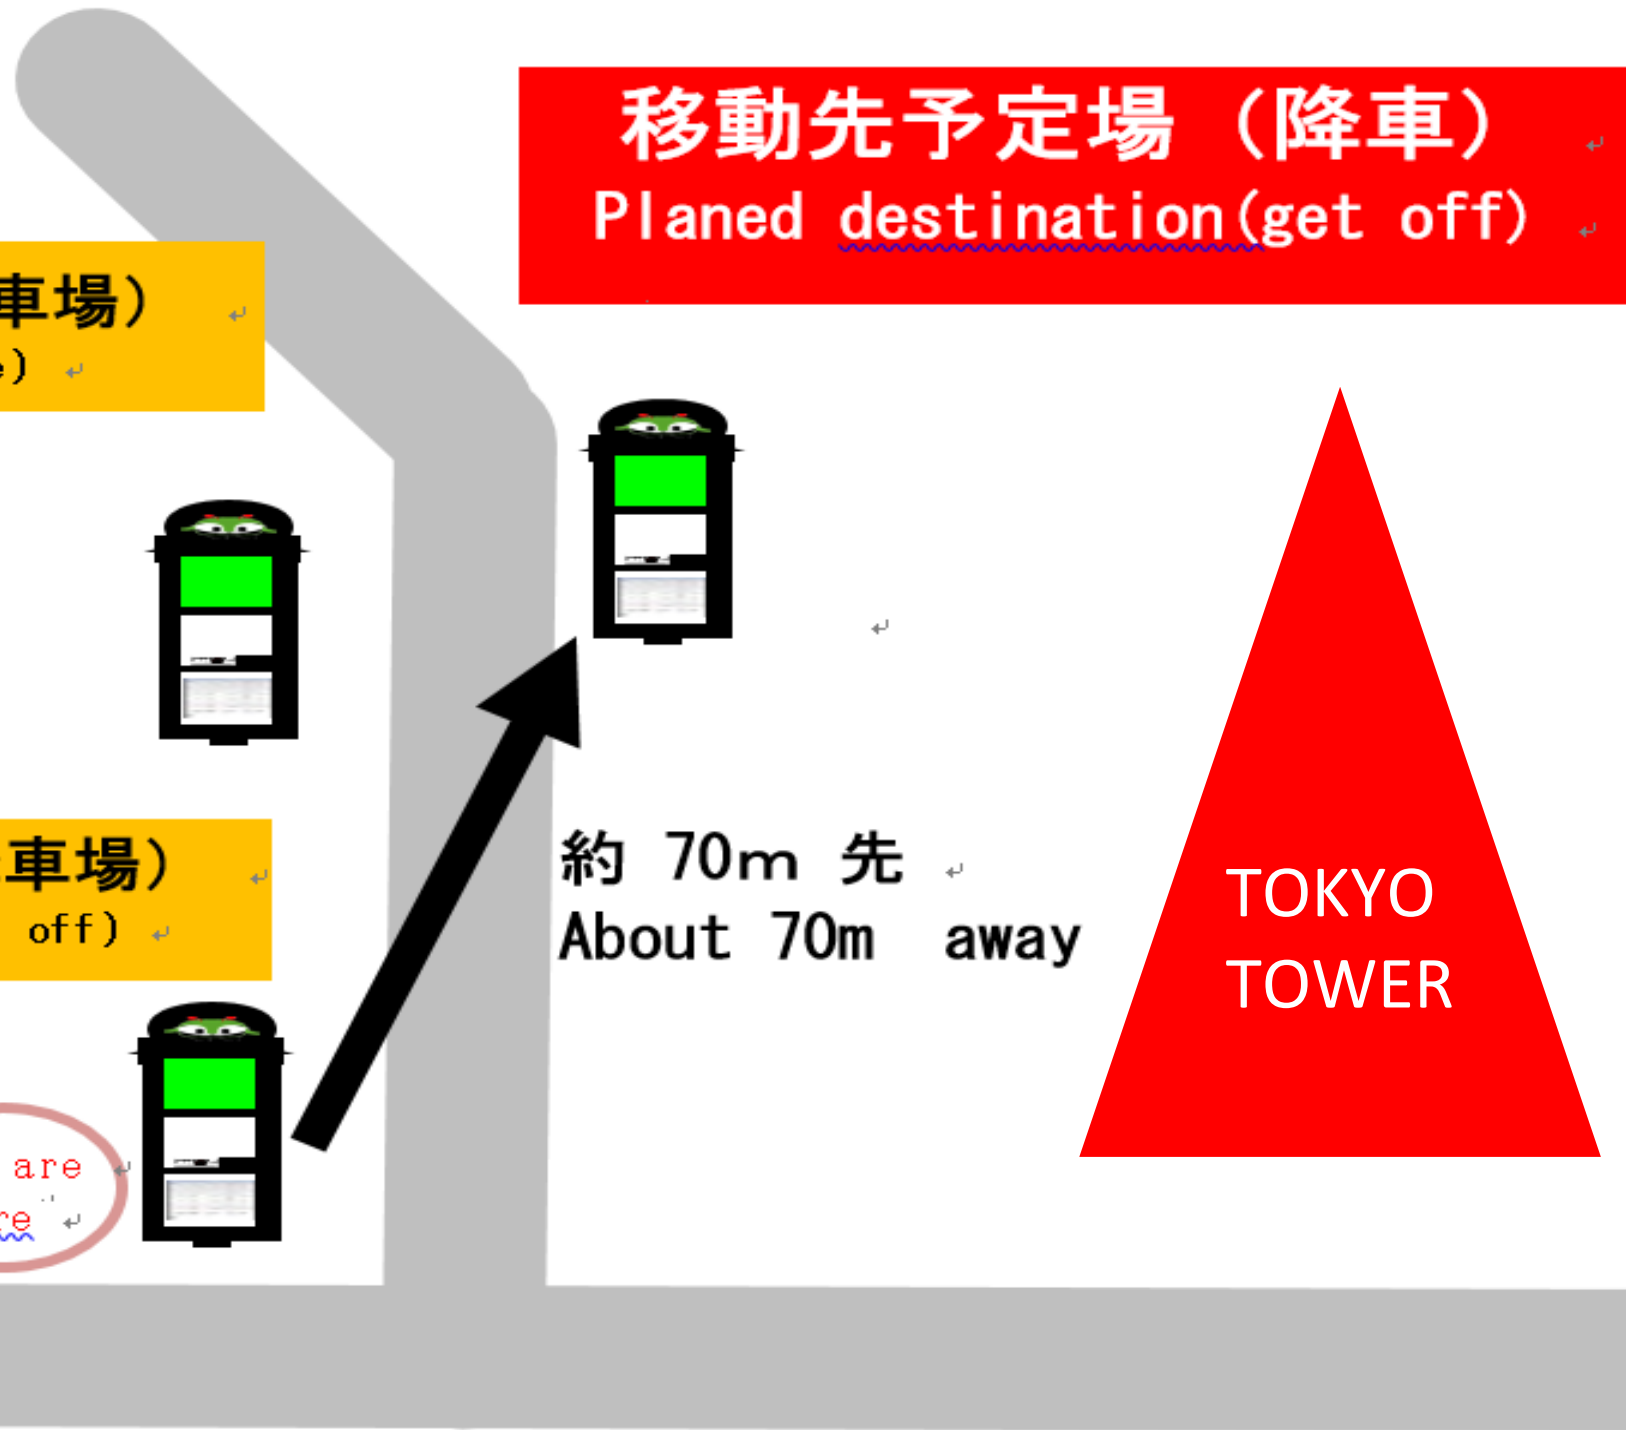 移動先予定場（降車）
Planed destination(get off)
車場）
e)
車場）
off)
約 70ｍ 先
About 70m away
TOKYO
TOWER
are
re